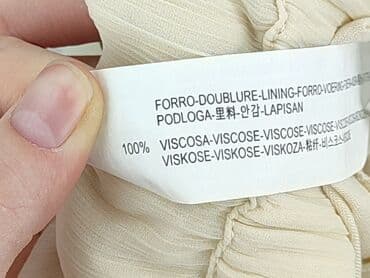 FORRO-DOUBLURE-LINING-FORRO-VOERING-
PODLOGA-里料-안감-LAPISAN
100% VISCOSA-VISCOSE-VISCOSE-VISCOSE-
VISKOSE-VISKOSE-VISKOZA-粘纤-비스코스-